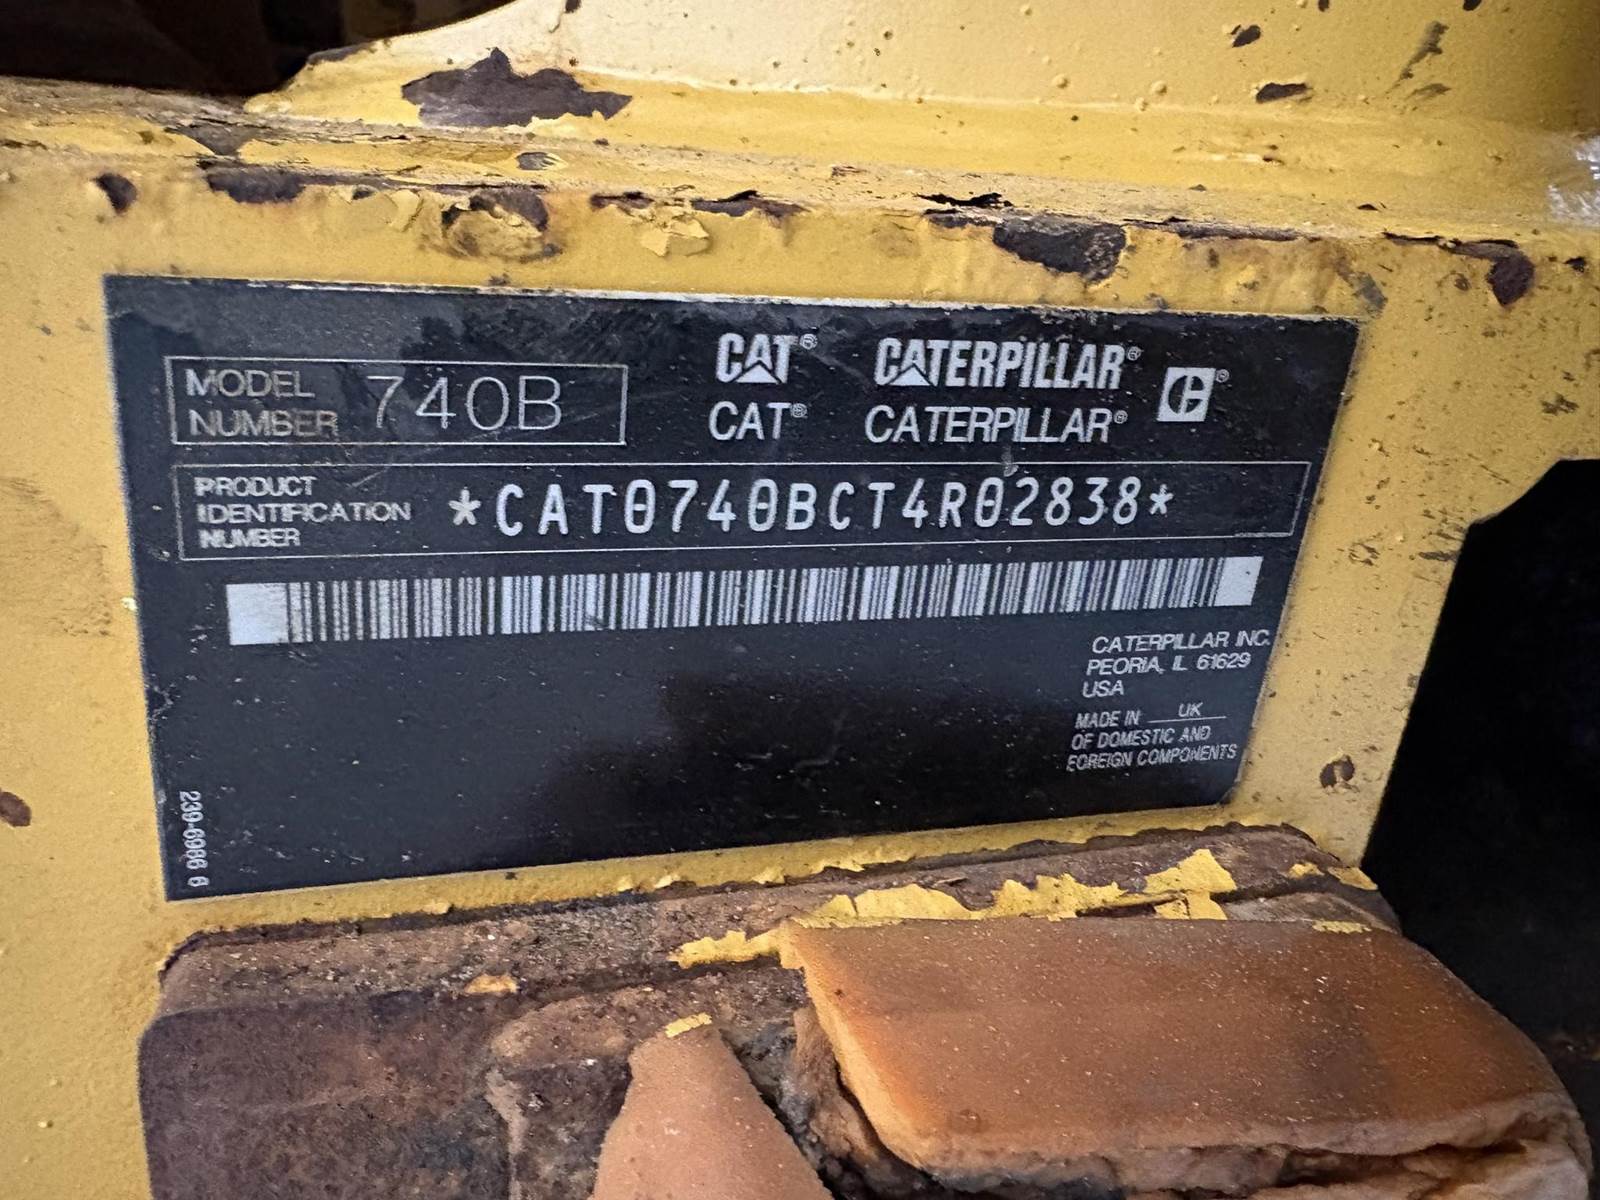 MODEL NUMBER 740B
CAT® CATERPILLAR® ®
CAT® CATERPILLAR®
PRODUCT IDENTIFICATION NUMBER *CAT0740BCT4R02838*
CATERPILLAR INC.
PEORIA, IL 61629
USA
MADE IN UK
OF DOMESTIC AND
FOREIGN COMPONENTS